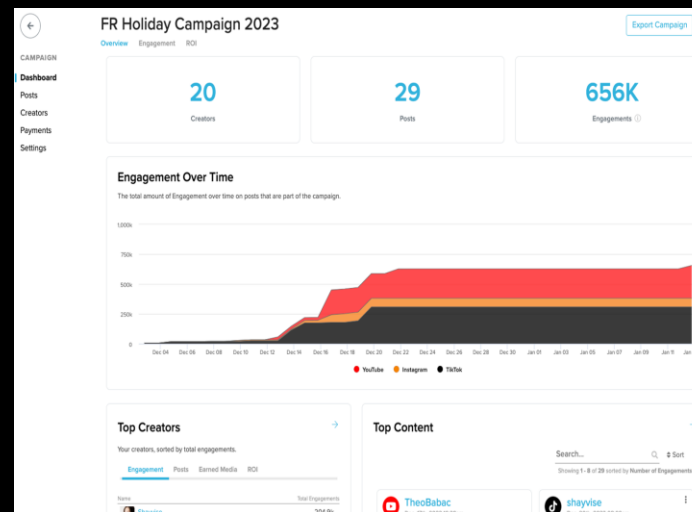 FR Holiday Campaign 2023
Export Campaign
Overview Engagement ROI
CAMPAIGN
Dashboard
Posts
Creators
Payments
Settings
20
Creators
29
Posts
656K
Engagements
Engagement Over Time
The total amount of Engagement over time on posts that are part of the campaign.
1,000k
750k
500k
250k
0
Dec 04 Dec 06 Dec 08 Dec 10 Dec 12 Dec 14 Dec 16 Dec 18 Dec 20 Dec 22 Dec 24 Dec 26 Dec 28 Dec 30 Jan 01 Jan 03 Jan 05 Jan 07 Jan 09 Jan 11 Jan
YouTube Instagram TikTok
Top Creators
Your creators, sorted by total engagements.
Engagement Posts Earned Media ROI
Name Total Engagements
Top Content
Search... Sort
Showing 1 - 8 of 29 sorted by Number of Engagements
TheoBabac
shayvise